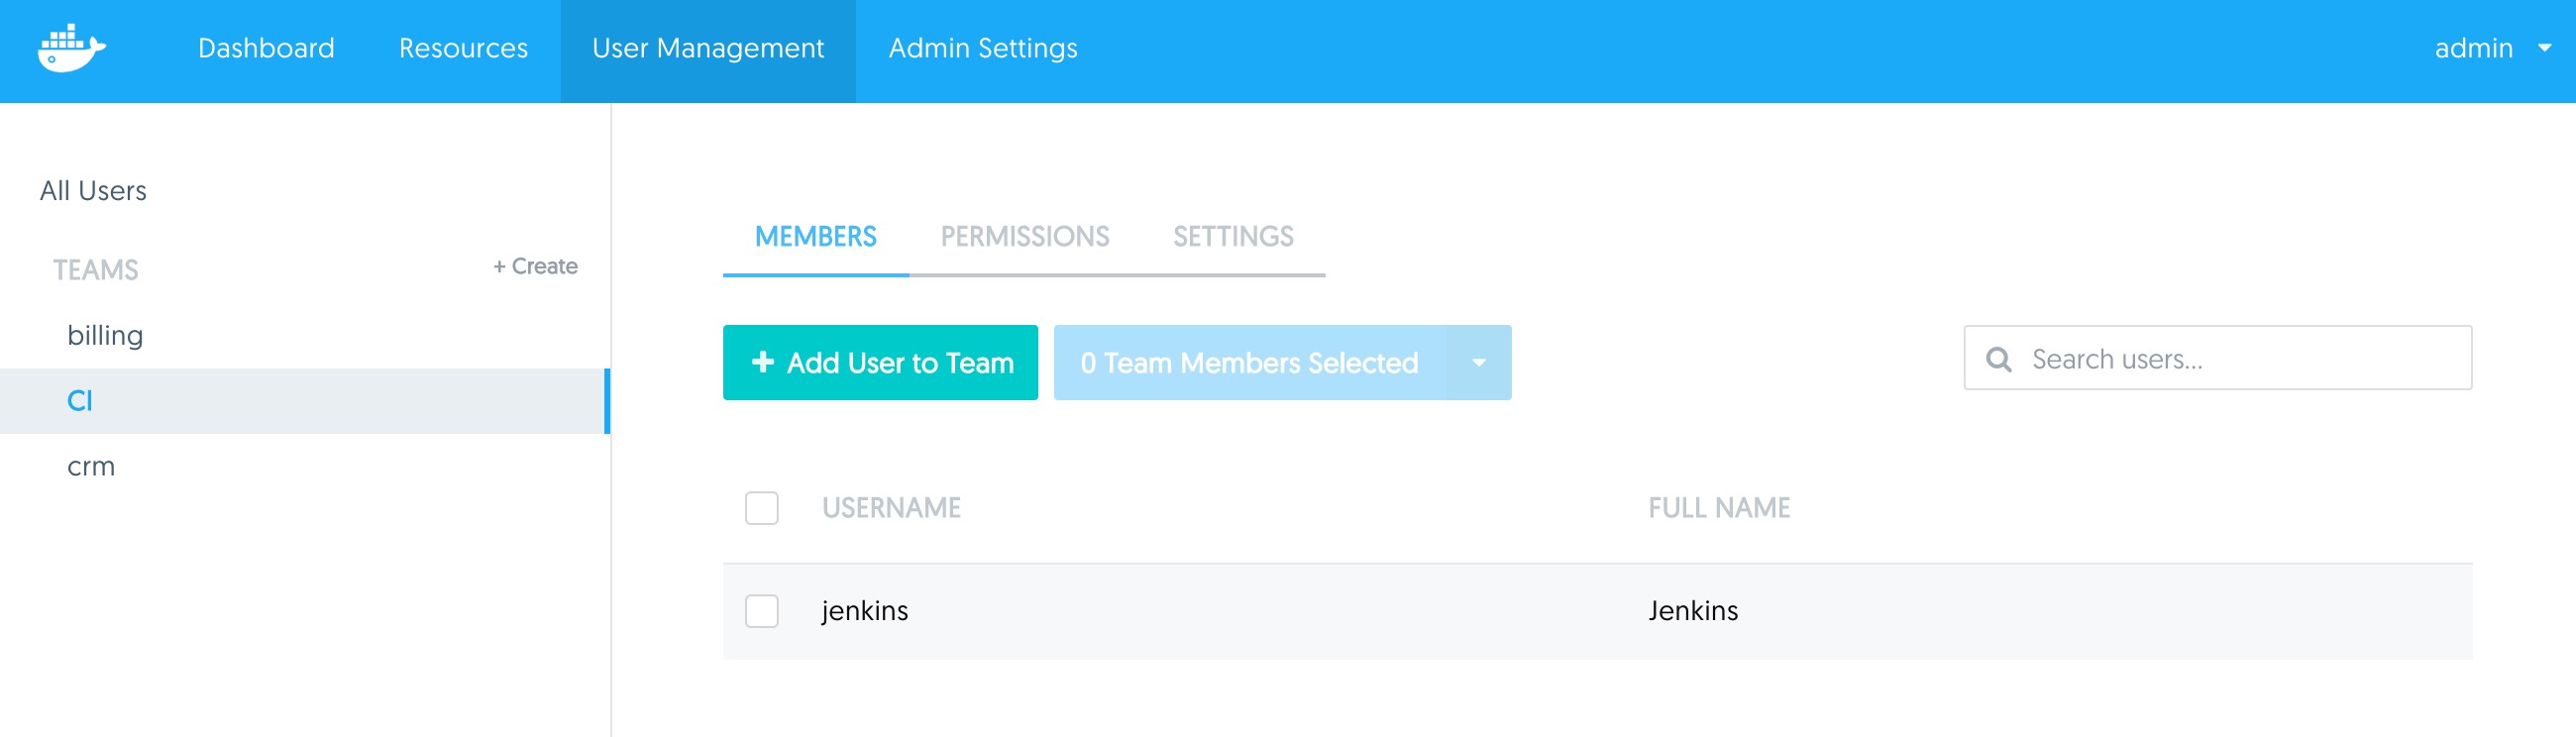 Dashboard Resources User Management Admin Settings admin
All Users
TEAMS + Create
billing
CI
crm
MEMBERS PERMISSIONS SETTINGS
+ Add User to Team 0 Team Members Selected Search users...
USERNAME FULL NAME
jenkins Jenkins